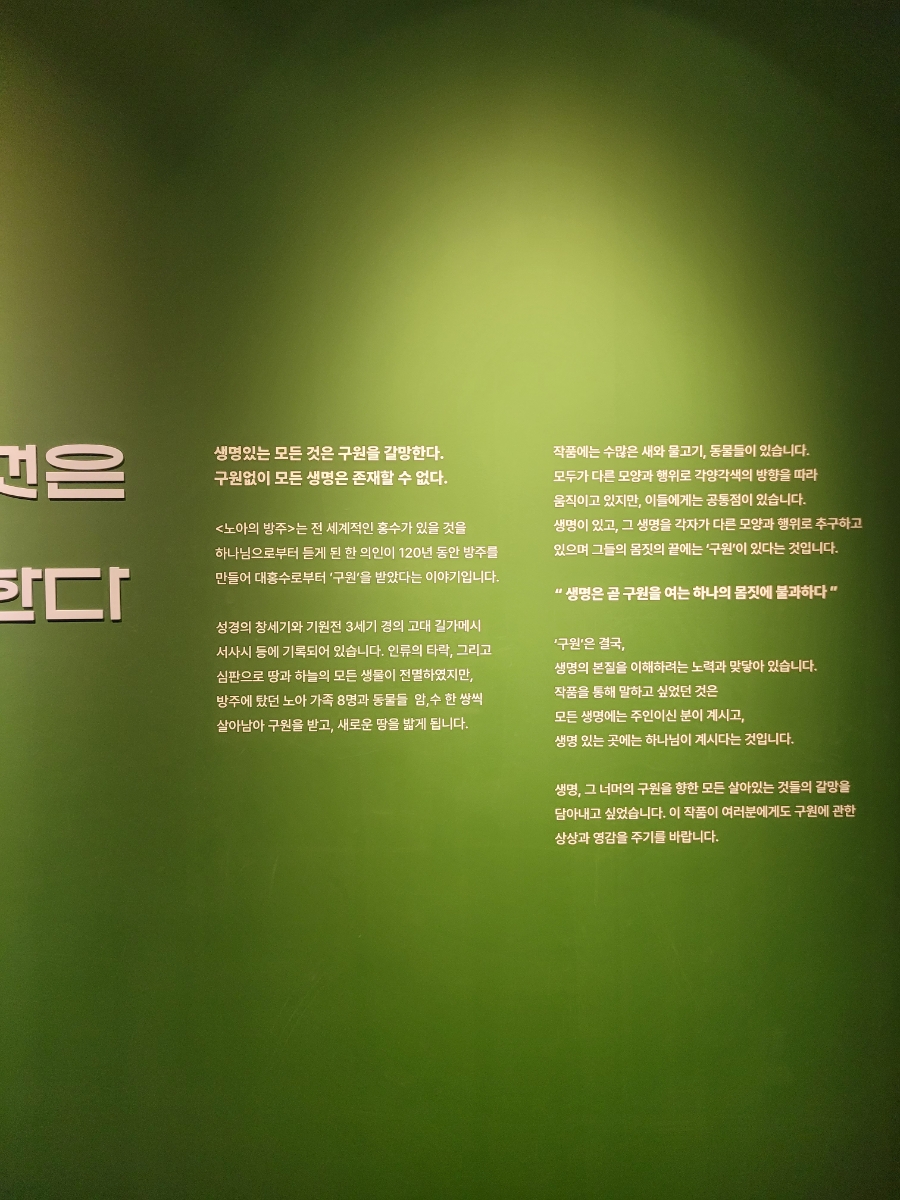 것은
한다
생명있는 모든 것은 구원을 갈망한다.
구원없이 모든 생명은 존재할 수 없다.
<노아의 방주>는 전 세계적인 홍수가 있을 것을
하나님으로부터 듣게 된 한 의인이 120년 동안 방주를
만들어 대홍수로부터 ‘구원’을 받았다는 이야기입니다.
성경의 창세기와 기원전 3세기 경의 고대 길가메시
서사시 등에 기록되어 있습니다. 인류의 타락, 그리고
심판으로 땅과 하늘의 모든 생물이 전멸하였지만,
방주에 탔던 노아 가족 8명과 동물들 암,수 한 쌍씩
살아남아 구원을 받고, 새로운 땅을 밟게 됩니다.
작품에는 수많은 새와 물고기, 동물들이 있습니다.
모두가 다른 모양과 행위로 각양각색의 방향을 따라
움직이고 있지만, 이들에게는 공통점이 있습니다.
생명이 있고, 그 생명을 각자가 다른 모양과 행위로 추구하고
있으며 그들의 몸짓의 끝에는 ‘구원’이 있다는 것입니다.
“ 생명은 곧 구원을 여는 하나의 몸짓에 불과하다 ”
‘구원’은 결국,
생명의 본질을 이해하려는 노력과 맞닿아 있습니다.
작품을 통해 말하고 싶었던 것은
모든 생명에는 주인이신 분이 계시고,
생명 있는 곳에는 하나님이 계시다는 것입니다.
생명, 그 너머의 구원을 향한 모든 살아있는 것들의 갈망을
담아내고 싶었습니다. 이 작품이 여러분에게도 구원에 관한
상상과 영감을 주기를 바랍니다.